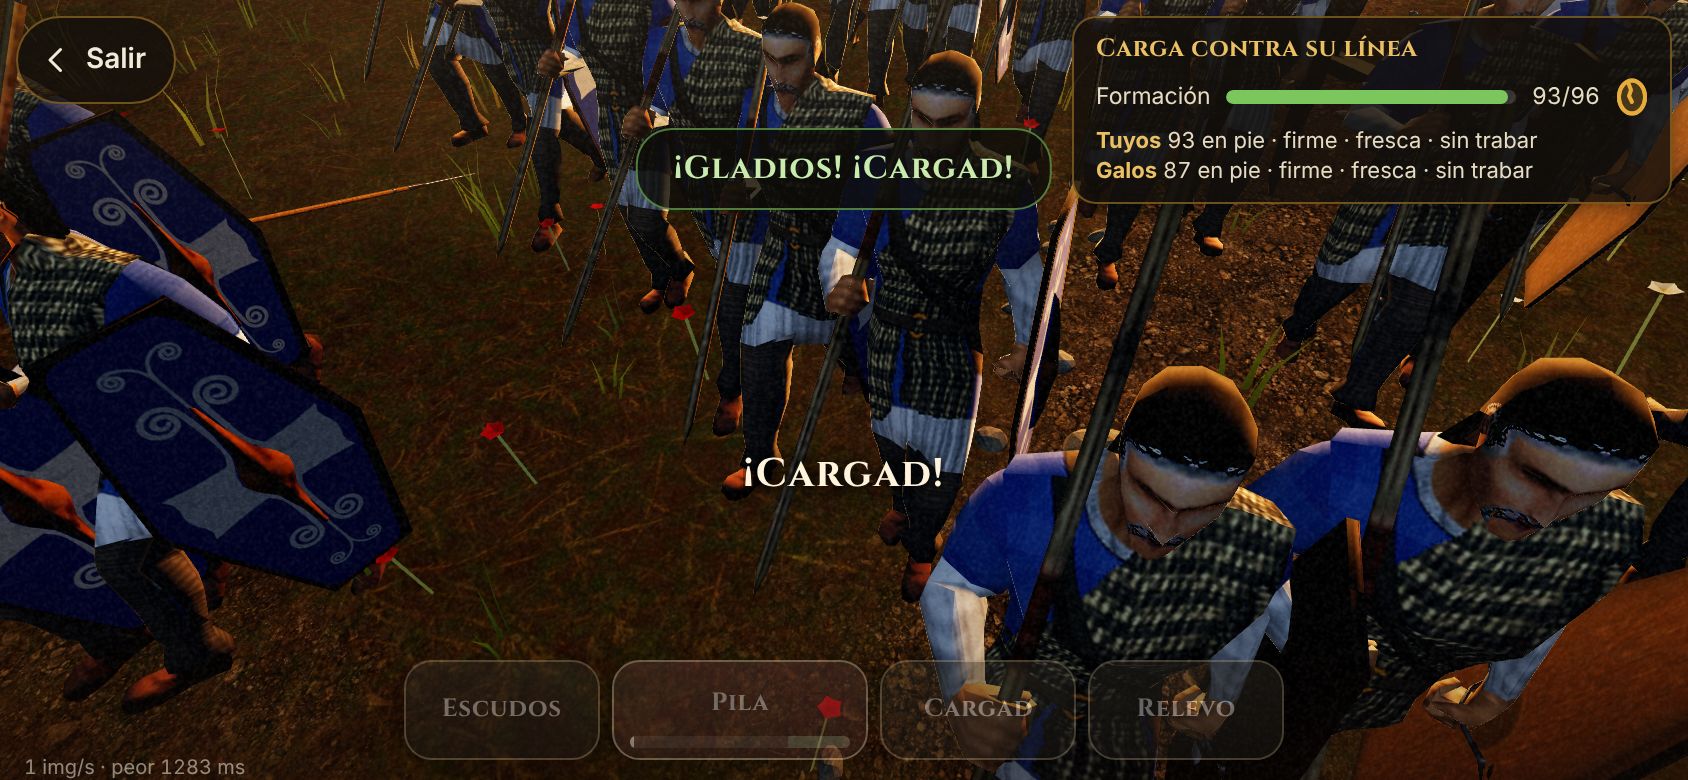 Salir
CARGA CONTRA SU LÍNEA
Formación 93/96
Tuyos 93 en pie · firme · fresca · sin trabar
Galos 87 en pie · firme · fresca · sin trabar
¡GLADIOS! ¡CARGAD!
¡CARGAD!
ESCUDOS
PILA
CARGAD
RELEVO
1 img/s · peor 1283 ms